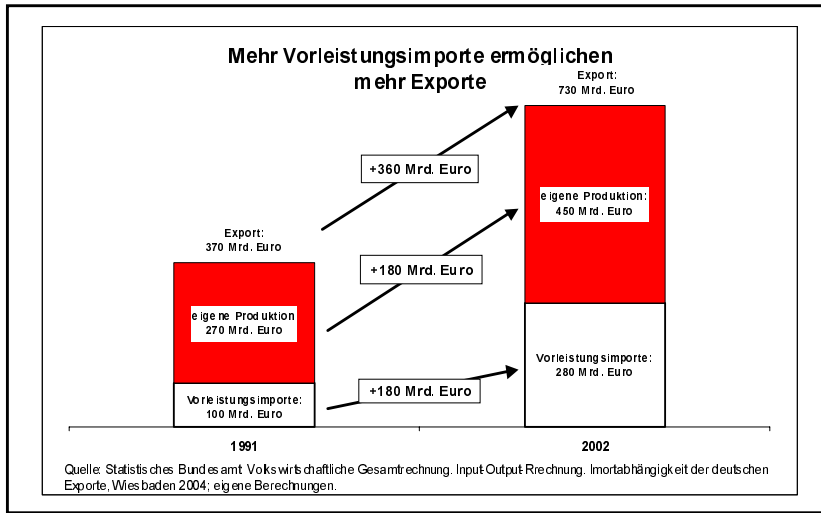 Mehr Vorleistungsimporte ermöglichen
mehr Exporte
Export:
730 Mrd. Euro
+360 Mrd. Euro
eigene Produktion:
450 Mrd. Euro
Export:
370 Mrd. Euro
+180 Mrd. Euro
eigene Produktion
270 Mrd. Euro
Vorleistungsimporte:
280 Mrd. Euro
+180 Mrd. Euro
Vorleistungsimporte:
100 Mrd. Euro
1991
2002
Quelle: Statistisches Bundesamt: Volkswirtschaftliche Gesamtrechnung. Input-Output-Rrechnung. Imortabhängigkeit der deutschen
Exporte, Wiesbaden 2004; eigene Berechnungen.